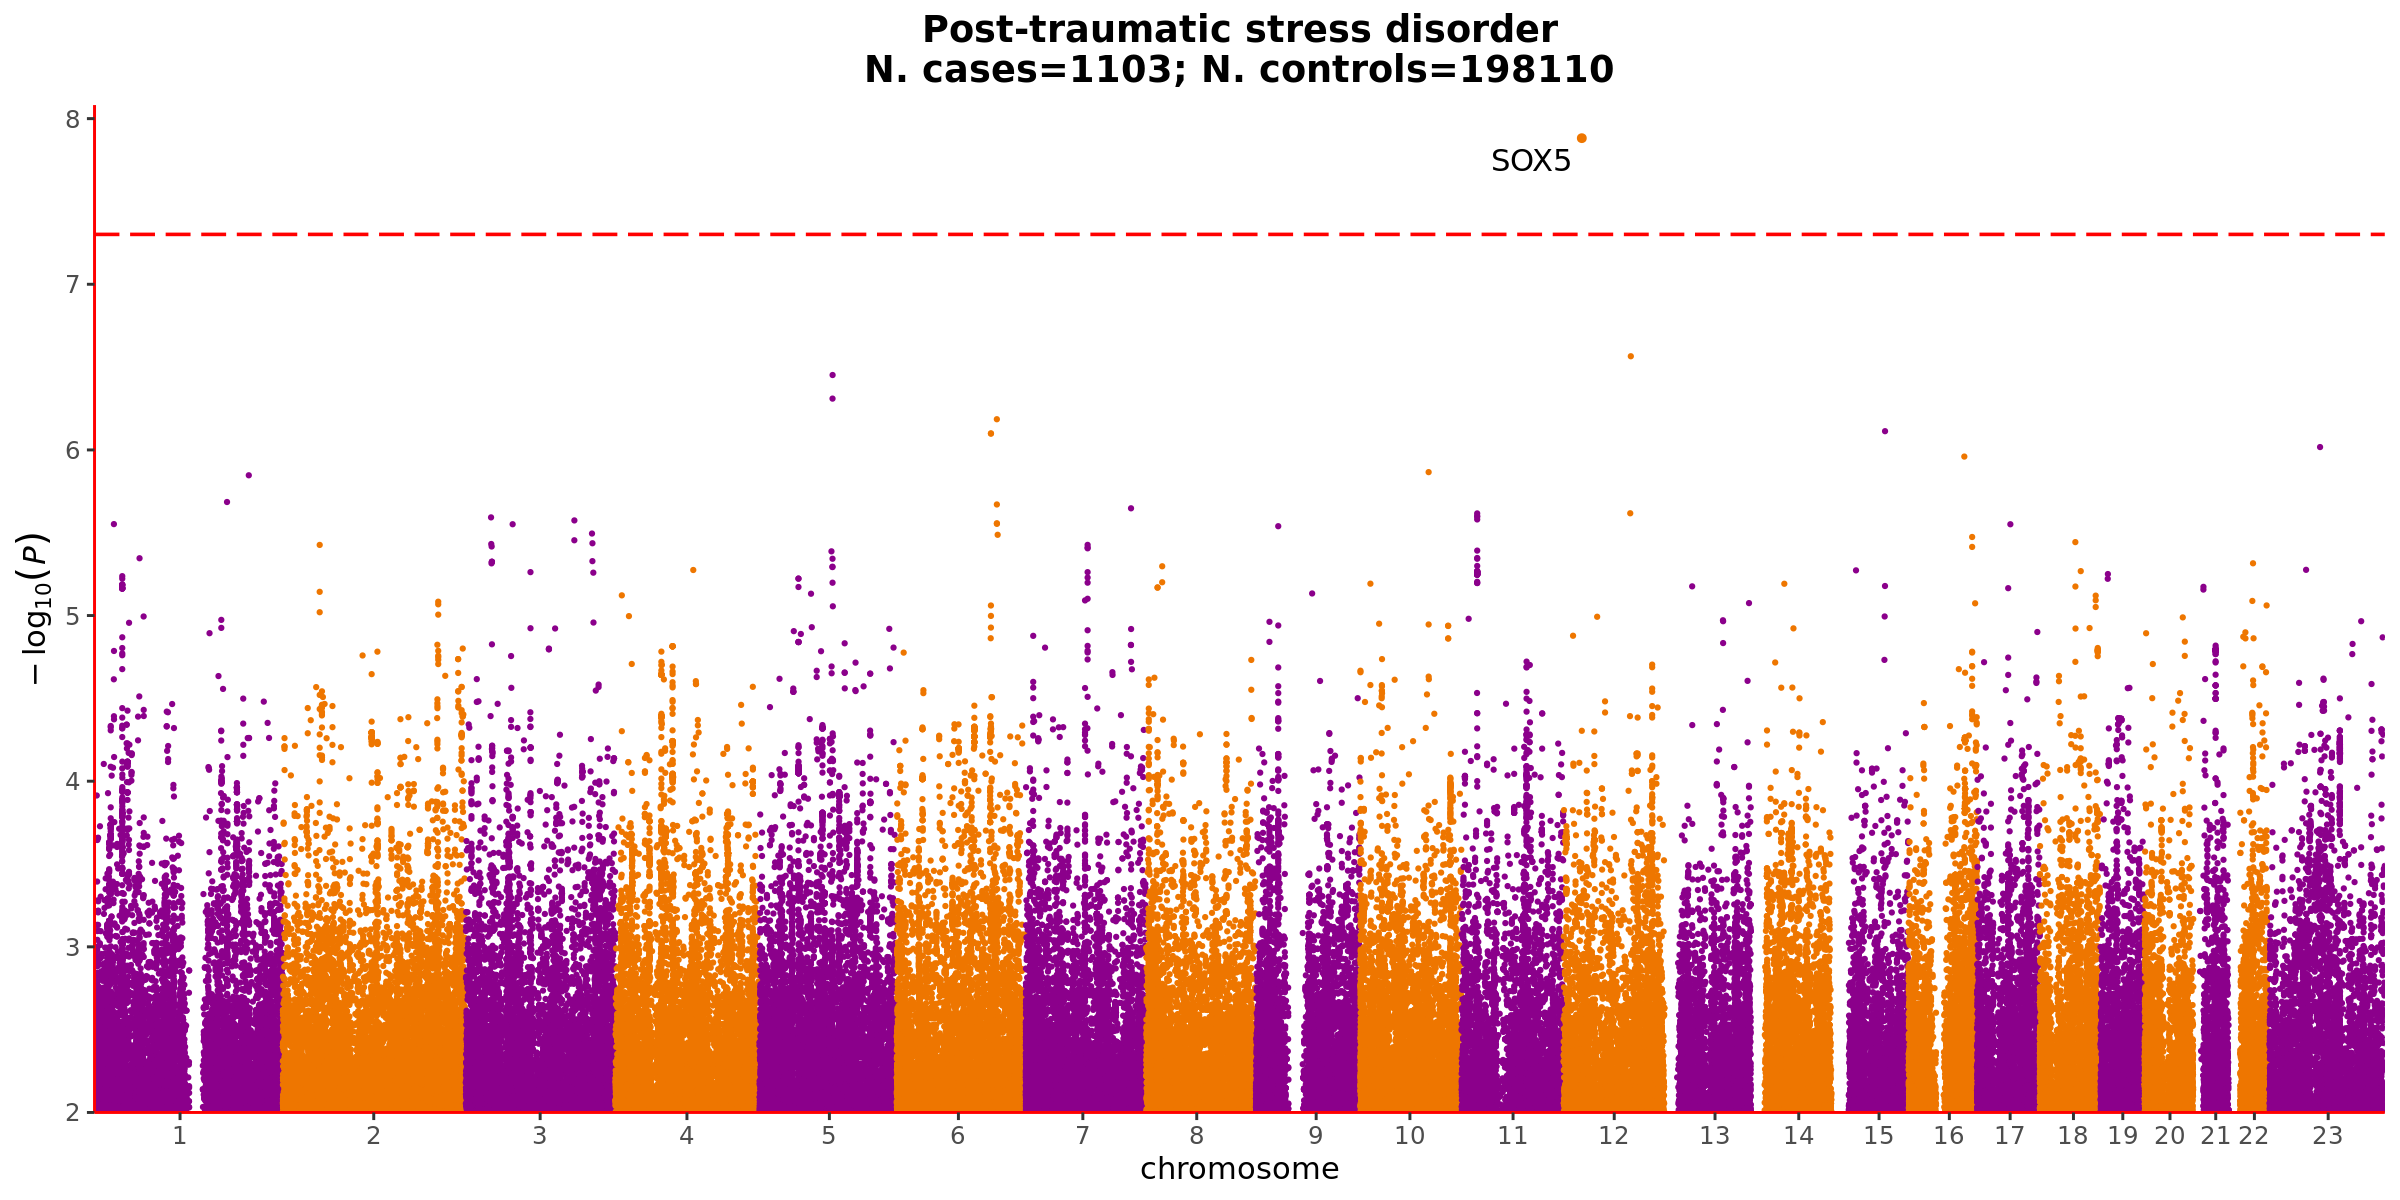 Post-traumatic stress disorder
N. cases=1103; N. controls=198110
8
SOX5
7
6
5
4
3
2
−log₁₀(P)
1 2 3 4 5 6 7 8 9 10 11 12 13 14 15 16 17 18 19 20 21 22 23
chromosome